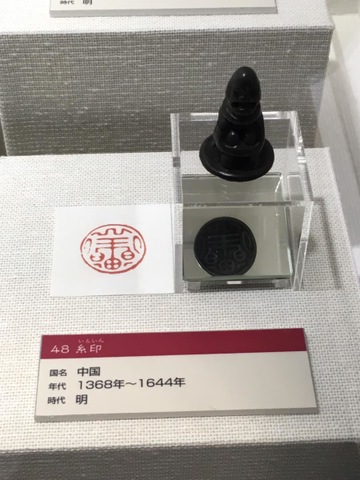 時代 明
いといん
48 糸印
国名 中国
年代 1368年～1644年
時代 明